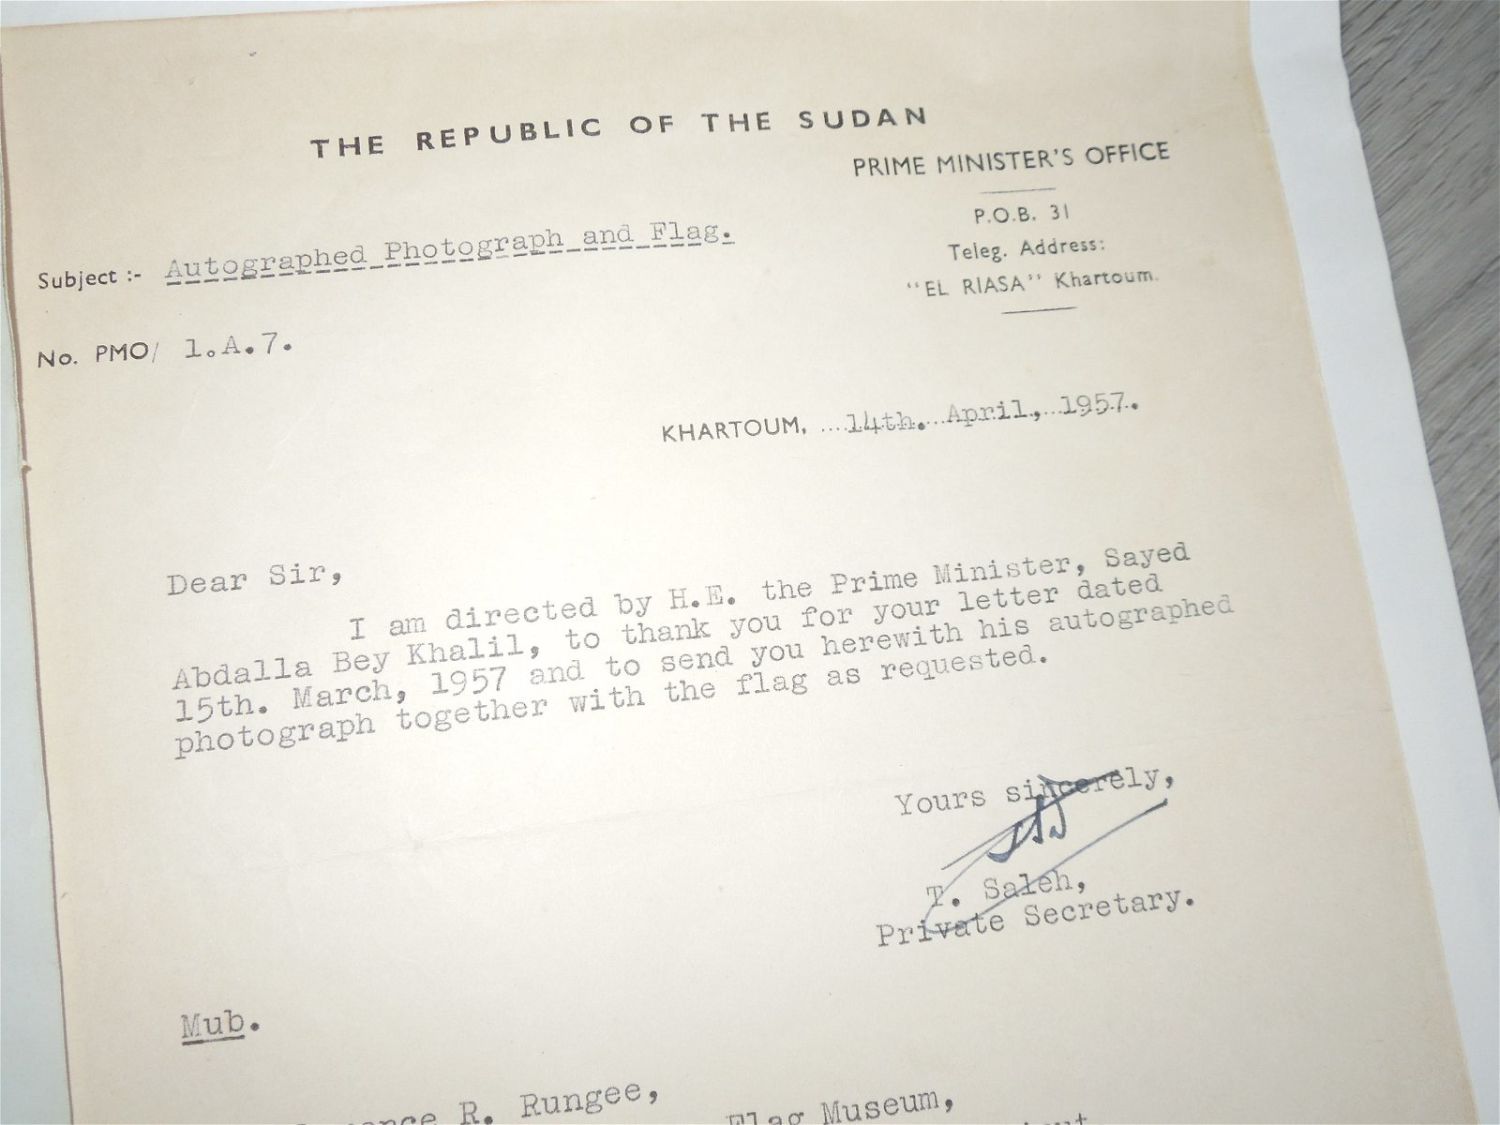 THE REPUBLIC OF THE SUDAN
PRIME MINISTER'S OFFICE
P.O.B. 31
Teleg. Address:
"EL RIASA" Khartoum.
Subject :- Autographed Photograph and Flag.
No. PMO/ 1.A.7.
KHARTOUM, ....14th. April, 1957.
Dear Sir,
I am directed by H.E. the Prime Minister, Sayed
Abdalla Bey Khalil, to thank you for your letter dated
15th. March, 1957 and to send you herewith his autographed
photograph together with the flag as requested.
Yours sincerely,
T. Saleh,
Private Secretary.
Mub.
R. Rungee,
Flag Museum,